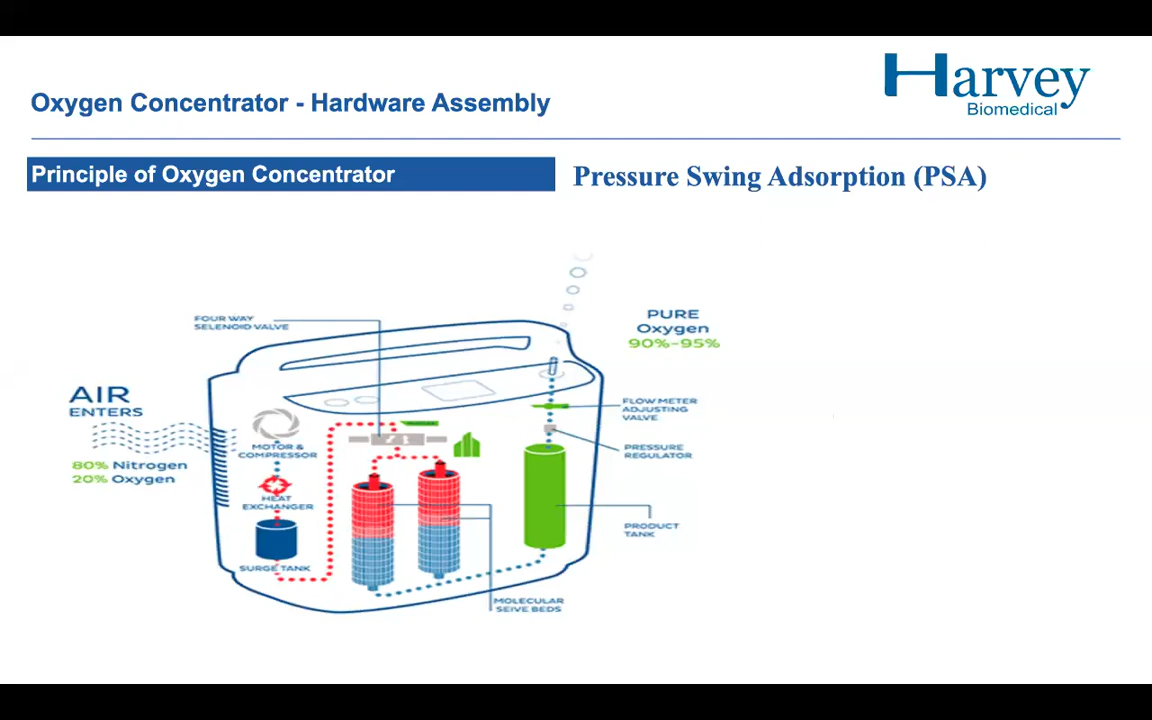 Harvey
Biomedical
Oxygen Concentrator - Hardware Assembly
Principle of Oxygen Concentrator
Pressure Swing Adsorption (PSA)
FOUR WAY
SELENOID VALVE
PURE
Oxygen
90%-95%
AIR
ENTERS
80% Nitrogen
20% Oxygen
MOTOR &
COMPRESSOR
HEAT
EXCHANGER
SURGE TANK
FLOW METER
ADJUSTING
VALVE
PRESSURE
REGULATOR
PRODUCT
TANK
MOLECULAR
SEIVE BEDS